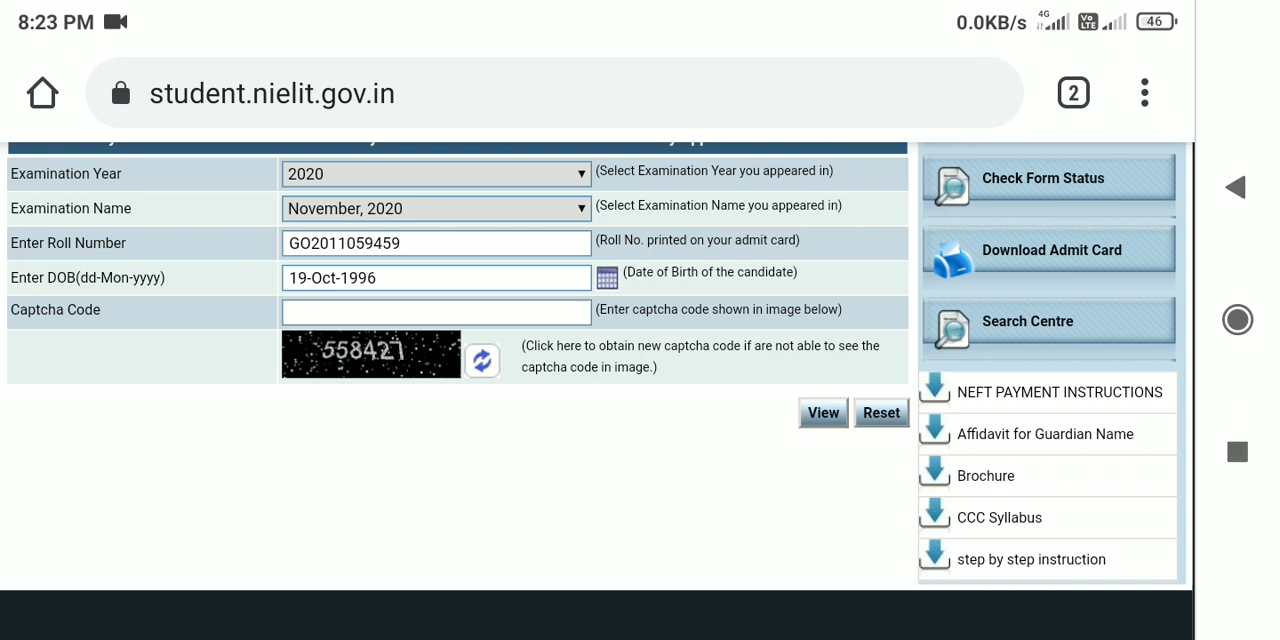 8:23 PM
0.0KB/s 4G Vo LTE 46
student.nielit.gov.in
2
Examination Year 2020 (Select Examination Year you appeared in)
Examination Name November, 2020 (Select Examination Name you appeared in)
Enter Roll Number GO2011059459 (Roll No. printed on your admit card)
Enter DOB(dd-Mon-yyyy) 19-Oct-1996 (Date of Birth of the candidate)
Captcha Code (Enter captcha code shown in image below)
558427 (Click here to obtain new captcha code if are not able to see the
captcha code in image.)
View Reset
Check Form Status
Download Admit Card
Search Centre
NEFT PAYMENT INSTRUCTIONS
Affidavit for Guardian Name
Brochure
CCC Syllabus
step by step instruction